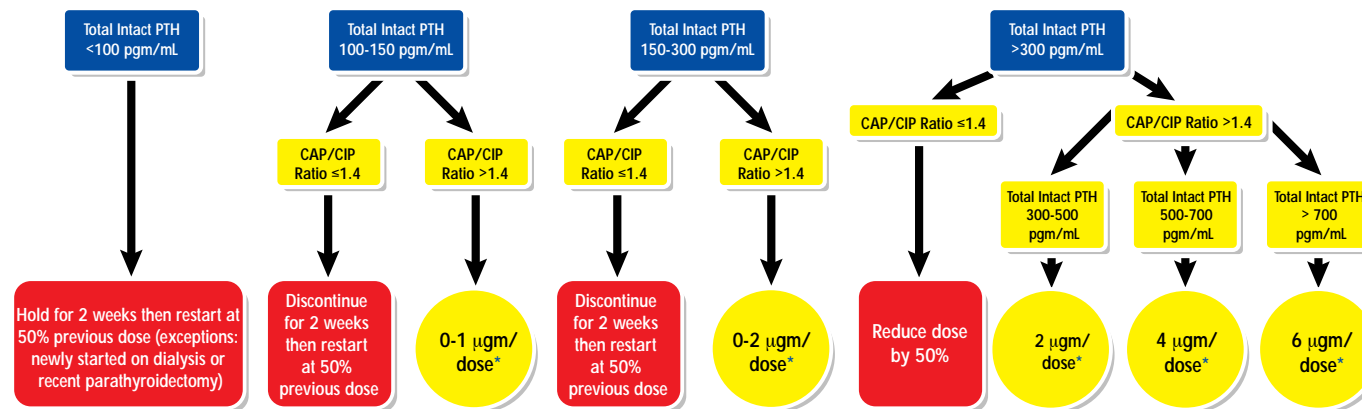 Total Intact PTH
<100 pgm/mL
Total Intact PTH
100-150 pgm/mL
Total Intact PTH
150-300 pgm/mL
Total Intact PTH
>300 pgm/mL
CAP/CIP
Ratio ≤1.4
CAP/CIP
Ratio >1.4
CAP/CIP
Ratio ≤1.4
CAP/CIP
Ratio >1.4
CAP/CIP Ratio ≤1.4
CAP/CIP Ratio >1.4
Total Intact PTH
300-500
pgm/mL
Total Intact PTH
500-700
pgm/mL
Total Intact PTH
> 700
pgm/mL
Hold for 2 weeks then restart at
50% previous dose (exceptions:
newly started on dialysis or
recent parathyroidectomy)
Discontinue
for 2 weeks
then restart
at 50%
previous dose
0-1 µgm/
dose*
Discontinue
for 2 weeks
then restart
at 50%
previous dose
0-2 µgm/
dose*
Reduce dose
by 50%
2 µgm/
dose*
4 µgm/
dose*
6 µgm/
dose*